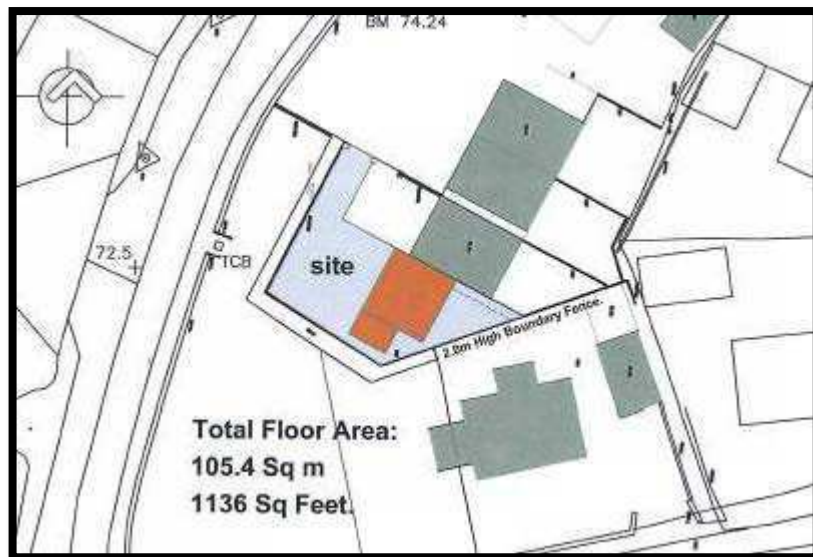 BM 74.24
72.5
TCB
site
2.0m High Boundary Fence.
Total Floor Area:
105.4 Sq m
1136 Sq Feet.